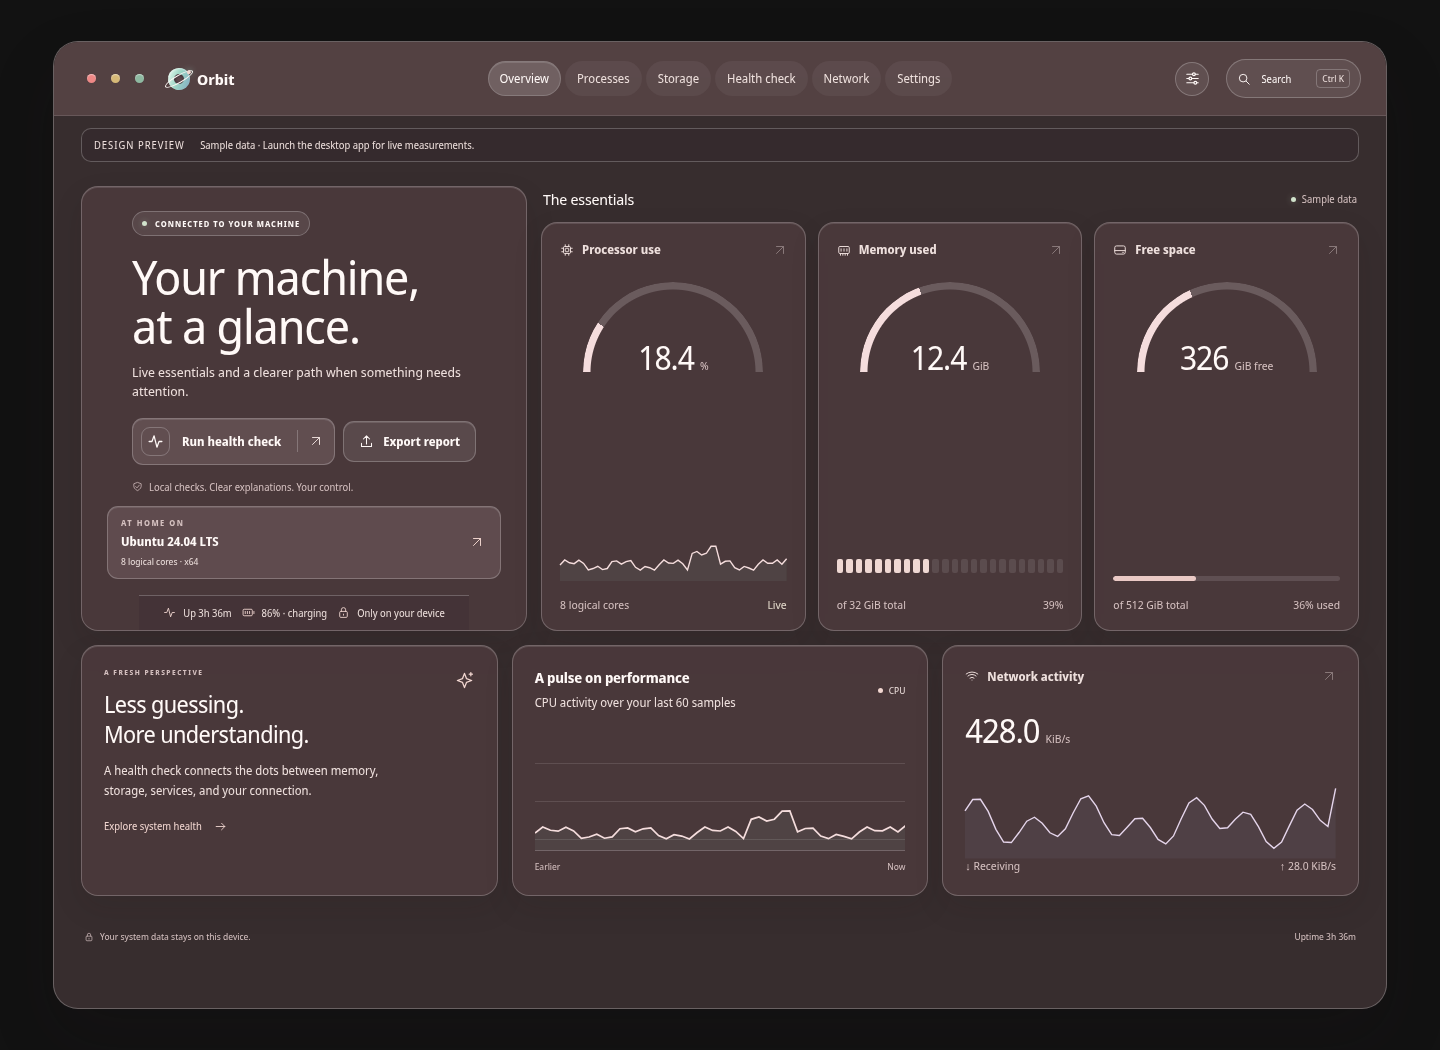 Orbit
Overview
Processes
Storage
Health check
Network
Settings
Search
Ctrl K
DESIGN PREVIEW
Sample data · Launch the desktop app for live measurements.
CONNECTED TO YOUR MACHINE
Your machine,
at a glance.
Live essentials and a clearer path when something needs
attention.
Run health check
Export report
Local checks. Clear explanations. Your control.
AT HOME ON
Ubuntu 24.04 LTS
8 logical cores · x64
Up 3h 36m
86% · charging
Only on your device
The essentials
Sample data
Processor use
18.4 %
8 logical cores
Live
Memory used
12.4 GiB
of 32 GiB total
39%
Free space
326 GiB free
of 512 GiB total
36% used
A FRESH PERSPECTIVE
Less guessing.
More understanding.
A health check connects the dots between memory,
storage, services, and your connection.
Explore system health →
A pulse on performance
CPU activity over your last 60 samples
CPU
Earlier
Now
Network activity
428.0 KiB/s
↓ Receiving
↑ 28.0 KiB/s
Your system data stays on this device.
Uptime 3h 36m